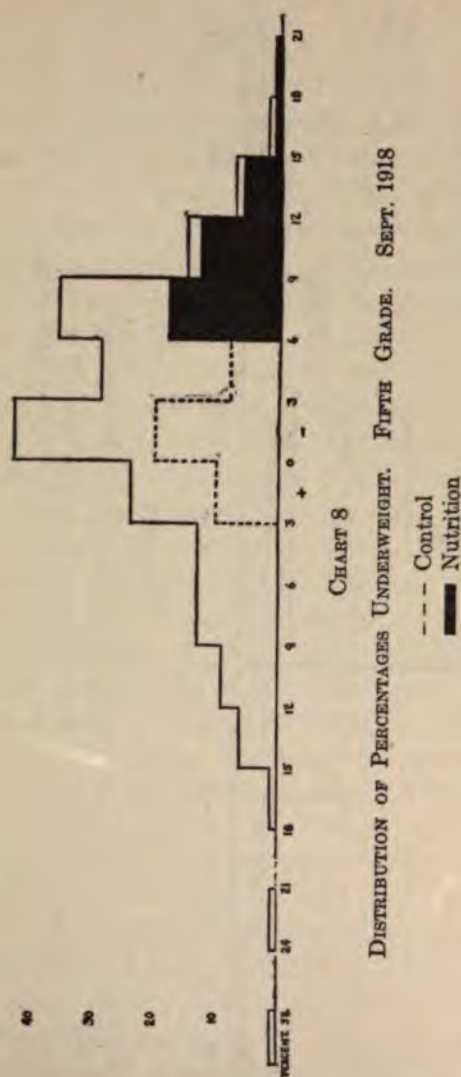 40
30
20
10
PERCENT 24 21 18 15 12 9 6 3 + 0 − 3 6 9 12 15 18 21
CHART 8
DISTRIBUTION OF PERCENTAGES UNDERWEIGHT. FIFTH GRADE. SEPT. 1918
--- Control
Nutrition